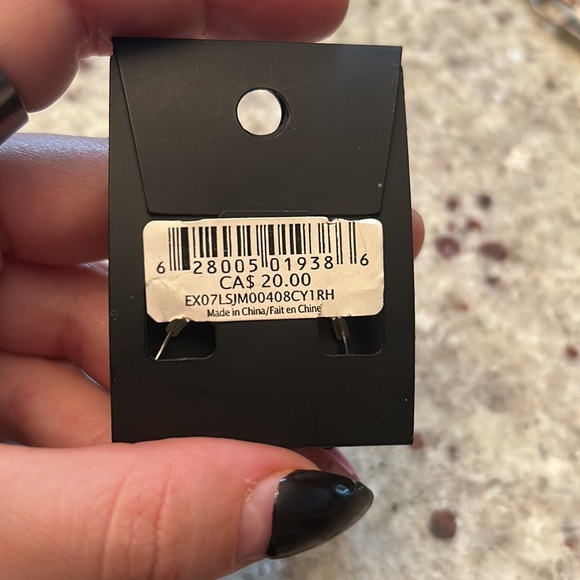 6 28005 01938 6
CA$ 20.00
EX07LSJM00408CY1RH
Made in China/Fait en Chine